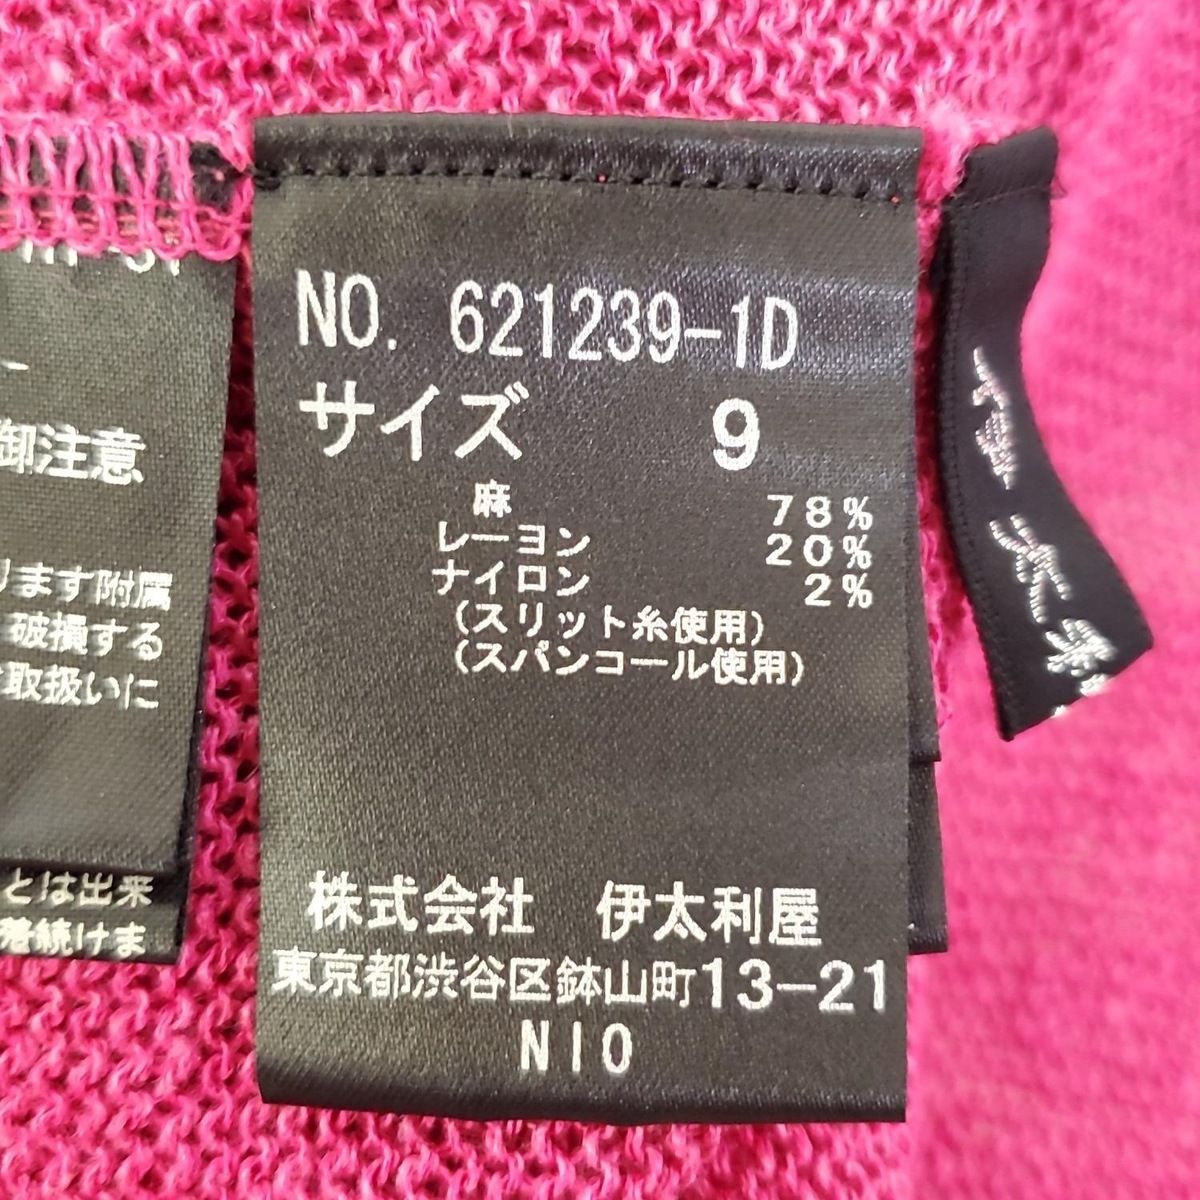 NO. 621239-1D
サイズ 9
麻 78%
レーヨン 20%
ナイロン 2%
(スリット糸使用)
(スパンコール使用)
株式会社 伊太利屋
東京都渋谷区鉢山町13-21
NIO
御注意
ります附属
破損する
取扱いに
とは出来
着続けま